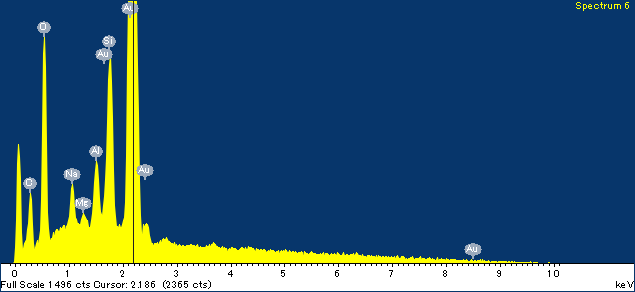 Spectrum 6
Au
O
Si
Au
Al
Au
Na
C
Mg
Au
0 1 2 3 4 5 6 7 8 9 10
Full Scale 1496 cts Cursor: 2.186 (2365 cts) keV